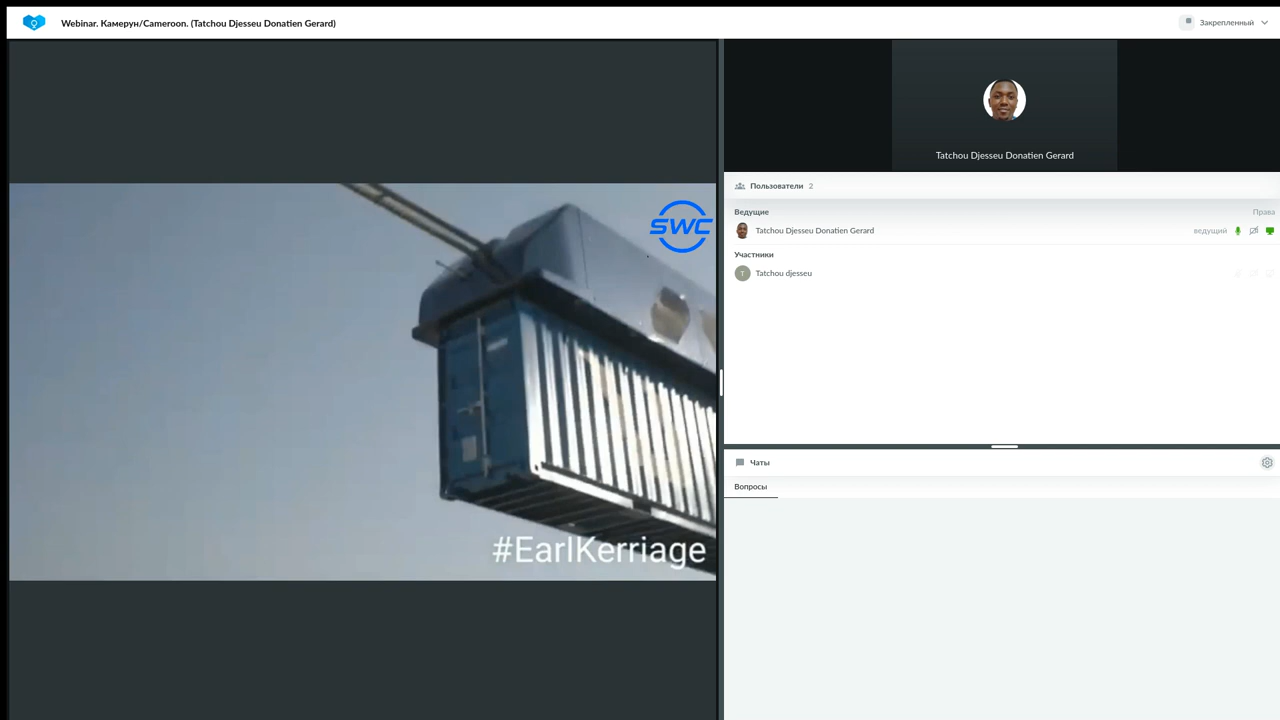 Webinar. Камерун/Cameroon. (Tatchou Djesseu Donatien Gerard)
Закрепленный
SWC
#EarlKerriage
Tatchou Djesseu Donatien Gerard
Пользователи 2
Ведущие Права
Tatchou Djesseu Donatien Gerard ведущий
Участники
T Tatchou djesseu
Чаты
Вопросы